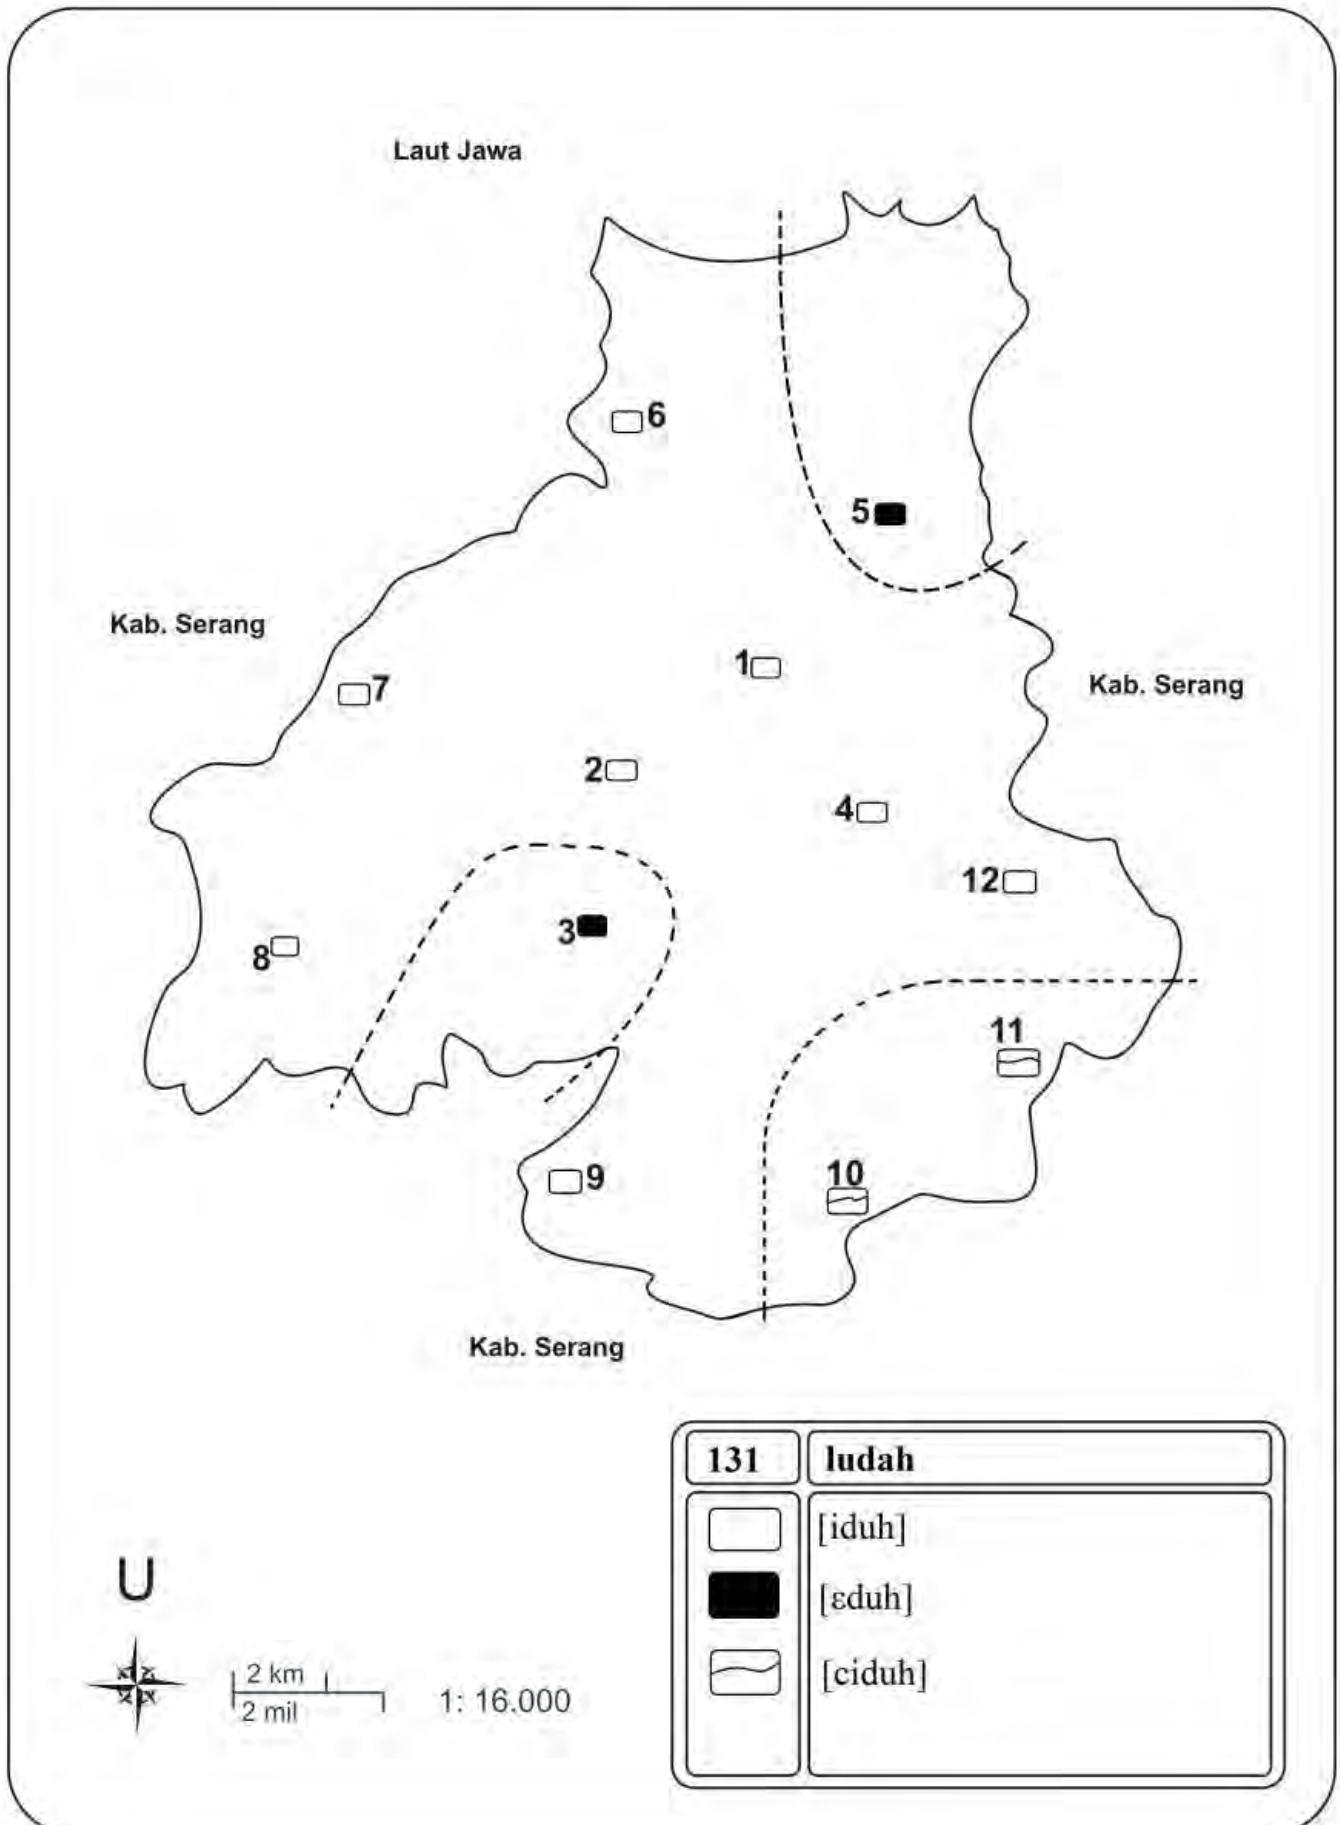 Laut Jawa
6
5
Kab. Serang
1
7
Kab. Serang
2
4
12
3
8
11
10
9
Kab. Serang
131 ludah
[iduh]
[ɛduh]
[ciduh]
U
2 km
2 mil
1: 16.000